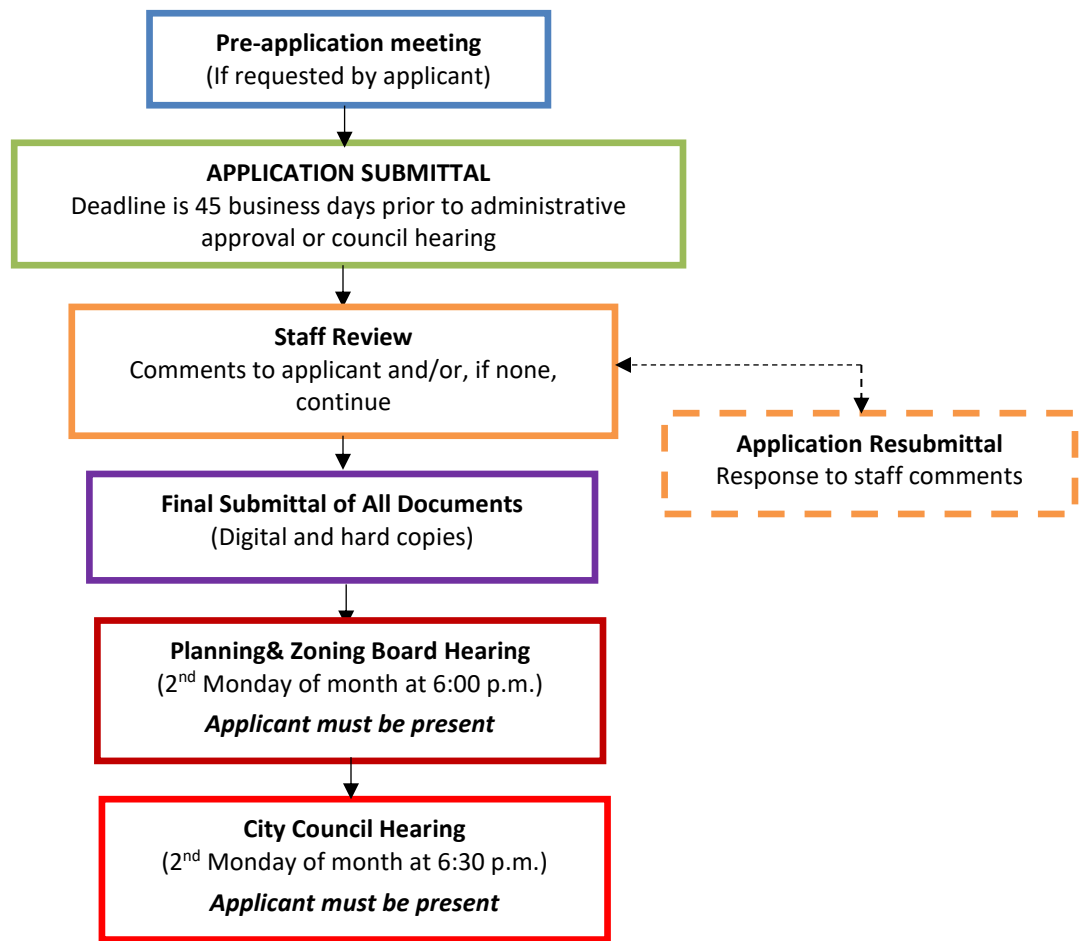 Pre-application meeting
(If requested by applicant)
APPLICATION SUBMITTAL
Deadline is 45 business days prior to administrative
approval or council hearing
Staff Review
Comments to applicant and/or, if none,
continue
Application Resubmittal
Response to staff comments
Final Submittal of All Documents
(Digital and hard copies)
Planning& Zoning Board Hearing
(2nd Monday of month at 6:00 p.m.)
Applicant must be present
City Council Hearing
(2nd Monday of month at 6:30 p.m.)
Applicant must be present